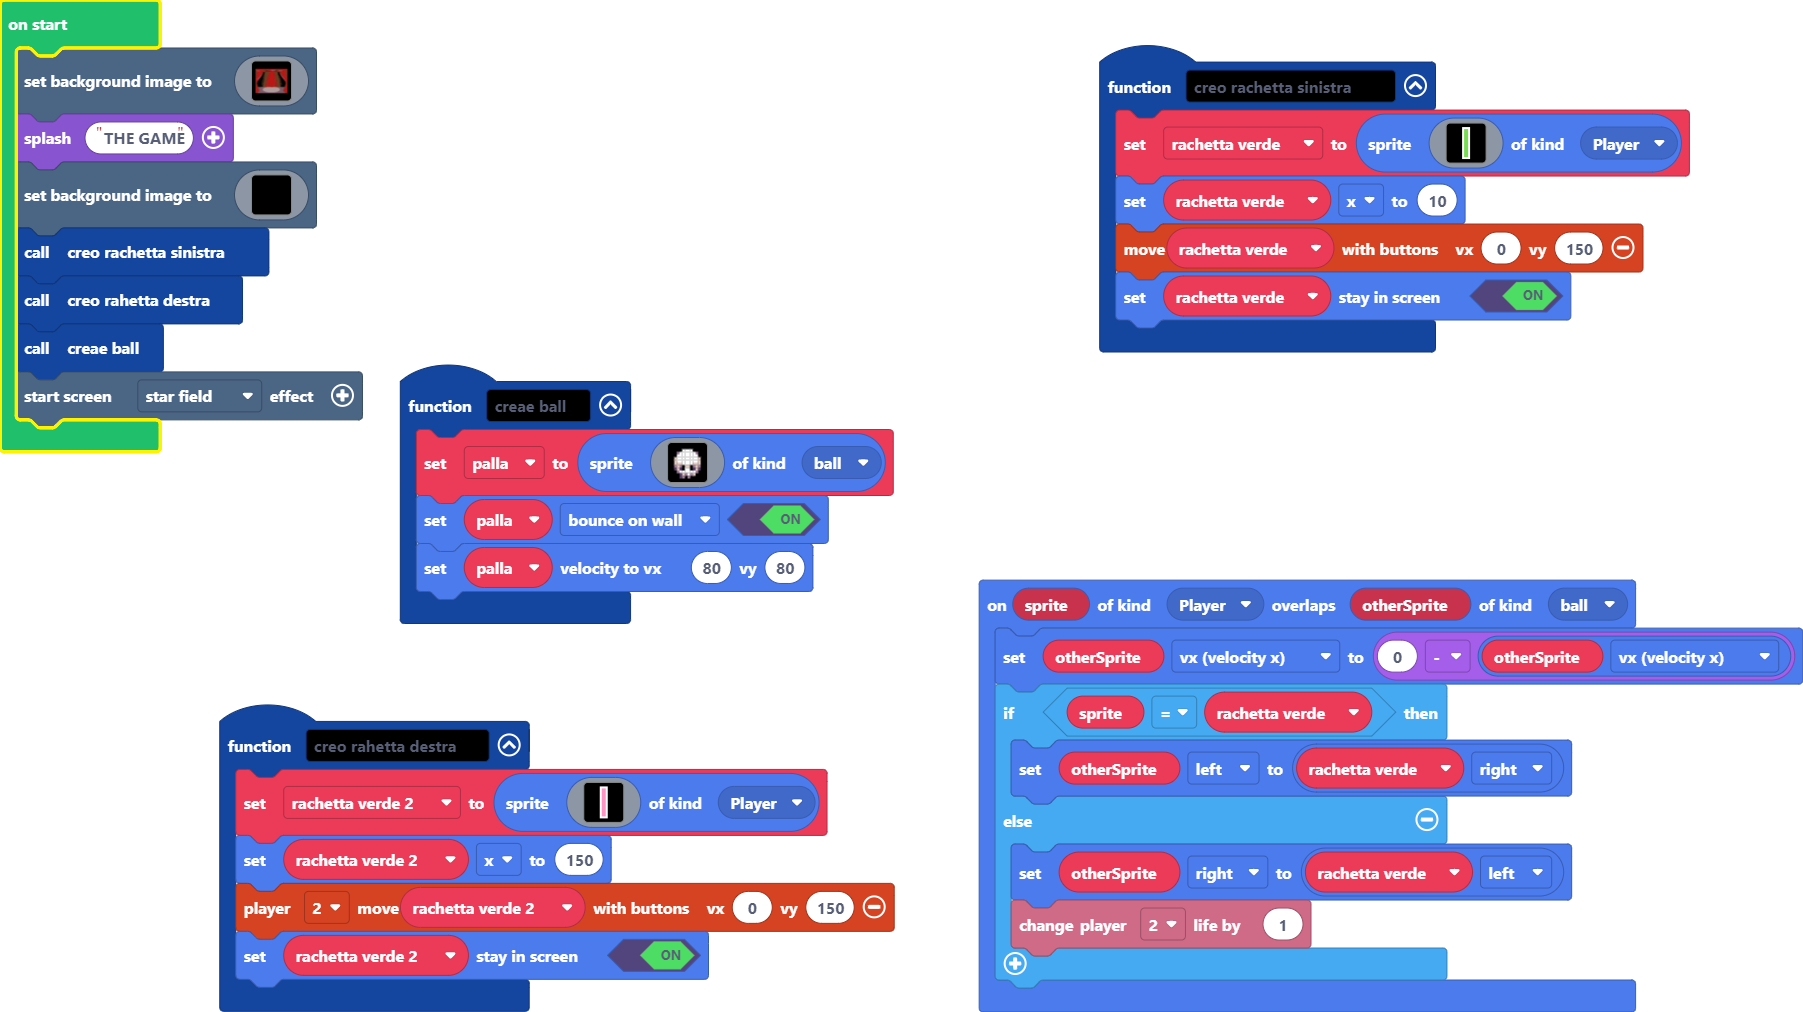 on start
set background image to
splash "THE GAME"
set background image to
call creo rachetta sinistra
call creo rahetta destra
call creae ball
start screen star field effect
function creae ball
set palla to sprite of kind ball
set palla bounce on wall ON
set palla velocity to vx 80 vy 80
function creo rahetta destra
set rachetta verde 2 to sprite of kind Player
set rachetta verde 2 x to 150
player 2 move rachetta verde 2 with buttons vx 0 vy 150
set rachetta verde 2 stay in screen ON
function creo rachetta sinistra
set rachetta verde to sprite of kind Player
set rachetta verde x to 10
move rachetta verde with buttons vx 0 vy 150
set rachetta verde stay in screen ON
on sprite of kind Player overlaps otherSprite of kind ball
set otherSprite vx (velocity x) to 0 - otherSprite vx (velocity x)
if sprite = rachetta verde then
set otherSprite left to rachetta verde right
else
set otherSprite right to rachetta verde left
change player 2 life by 1